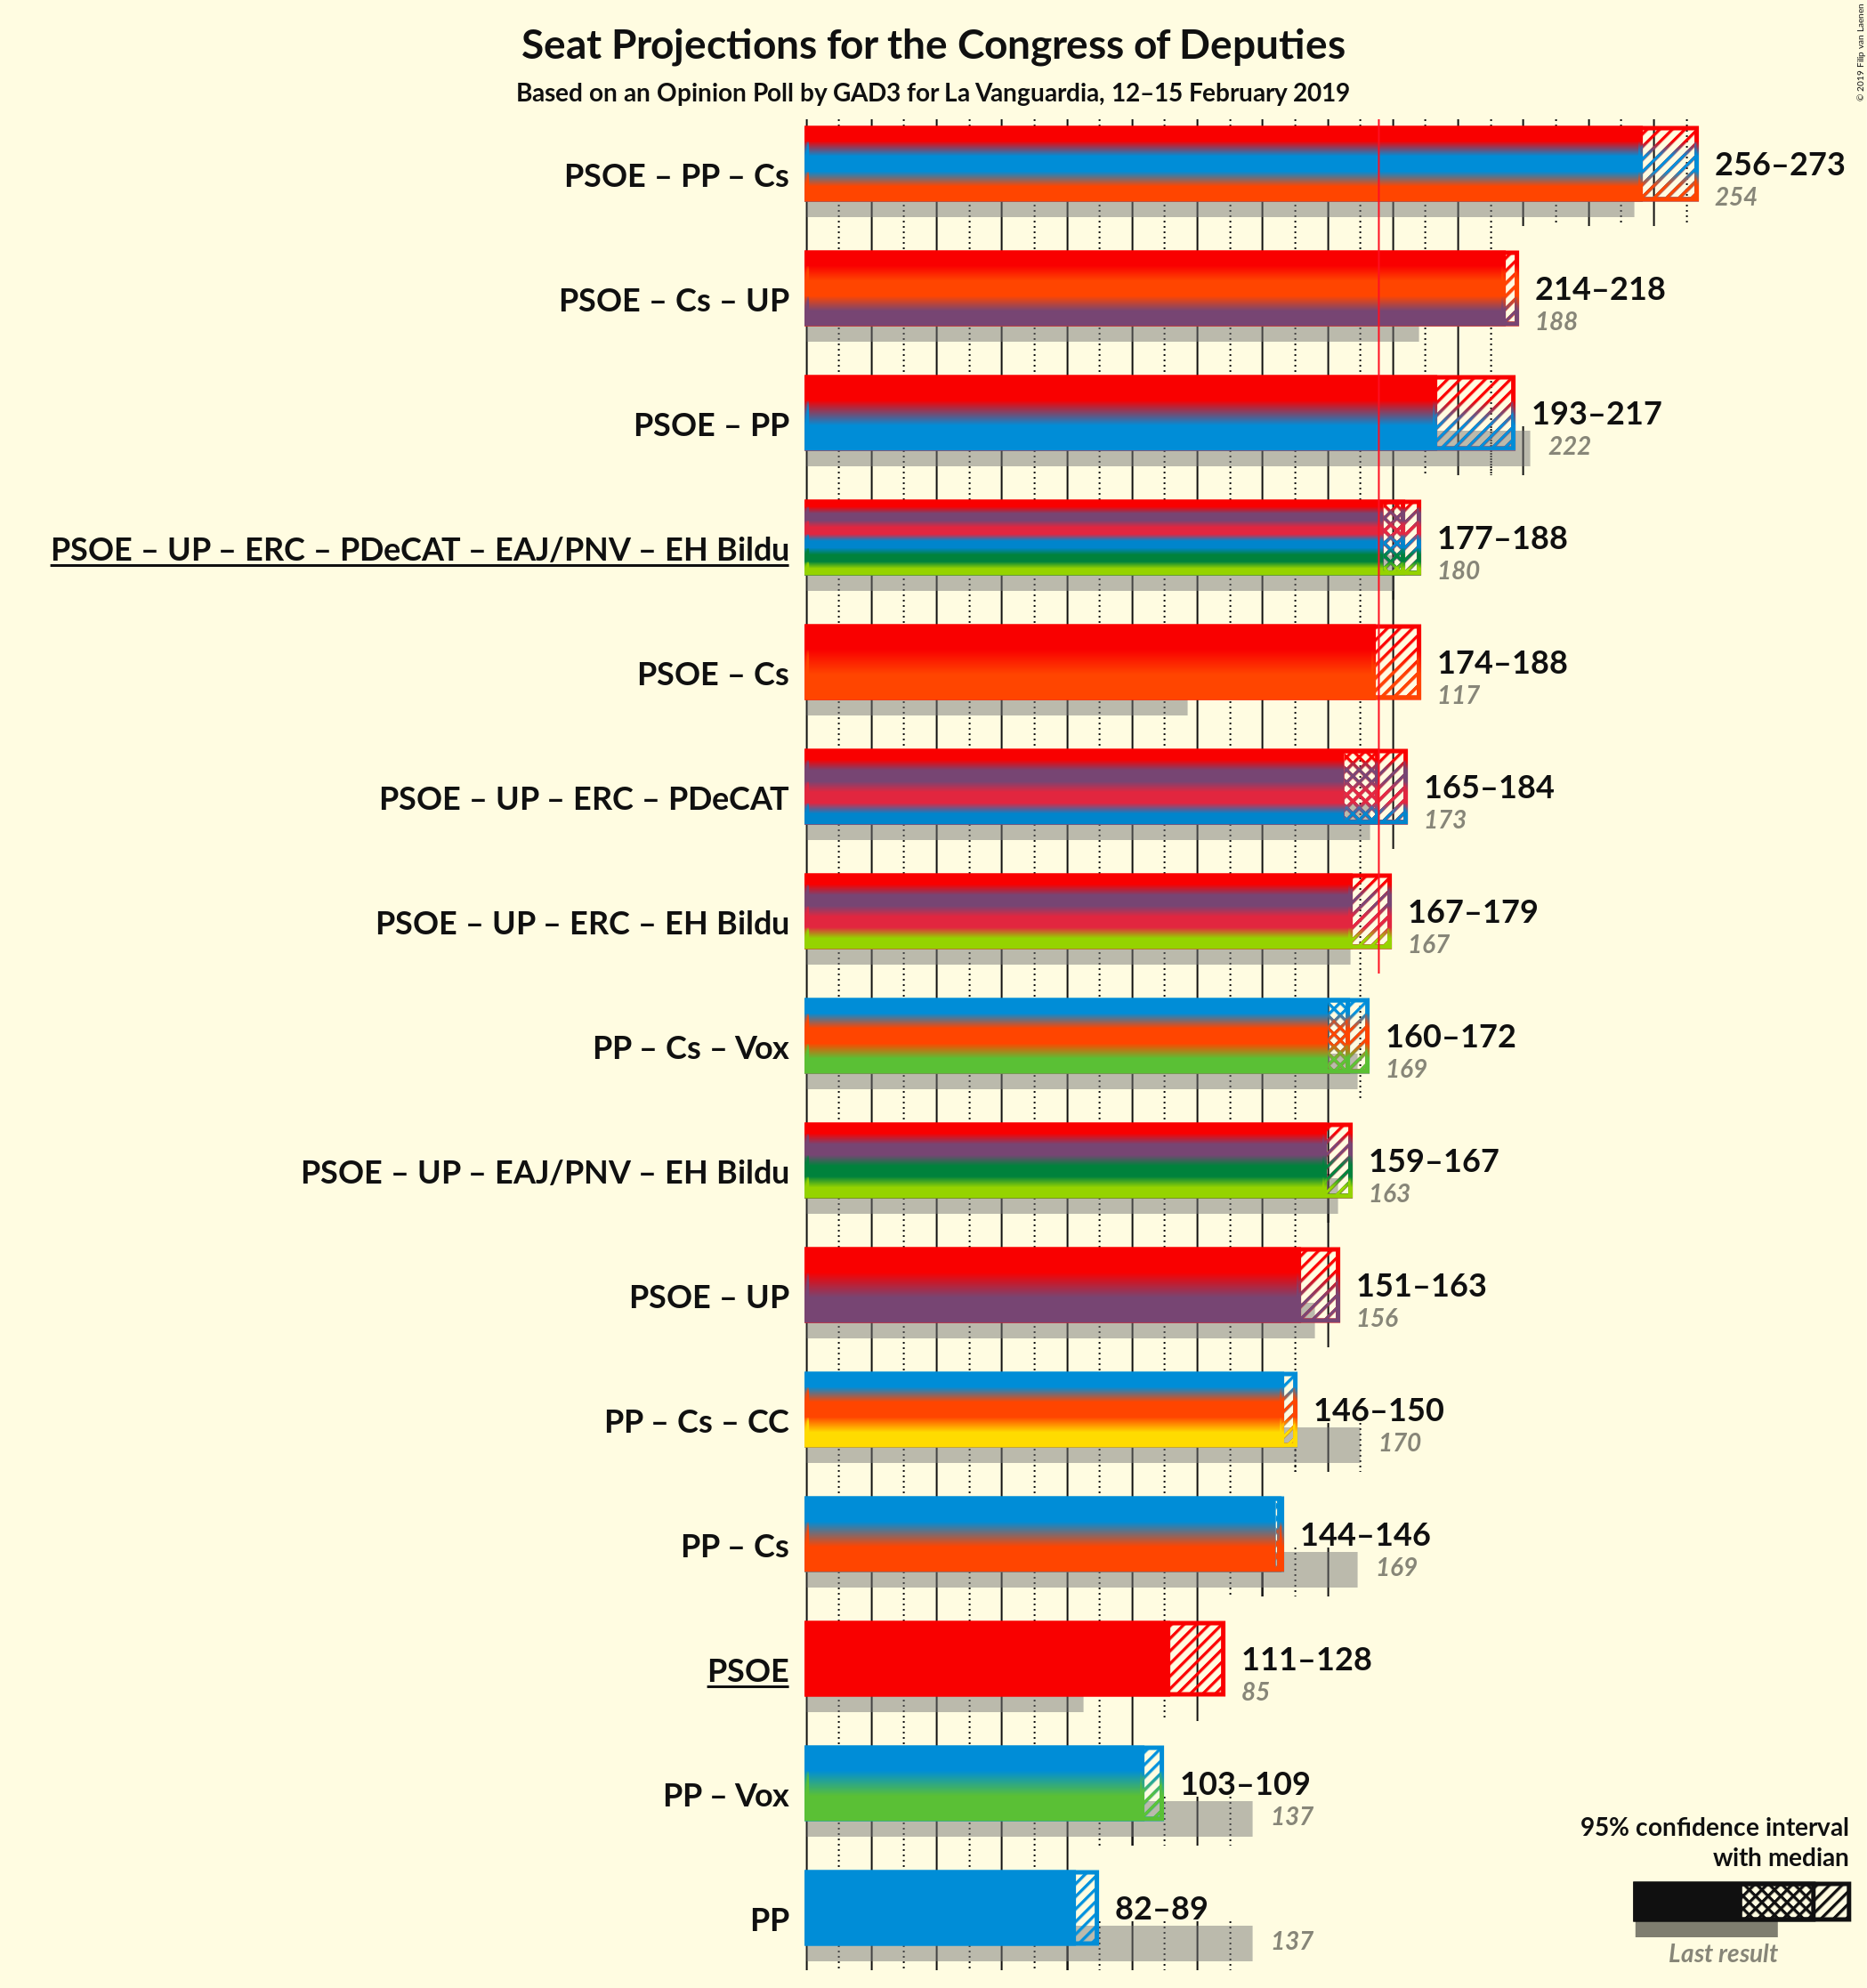 Seat Projections for the Congress of Deputies
Based on an Opinion Poll by GAD3 for La Vanguardia, 12–15 February 2019
© 2019 Filip van Laenen
PSOE – PP – Cs
256–273
254
PSOE – Cs – UP
214–218
188
PSOE – PP
193–217
222
PSOE – UP – ERC – PDeCAT – EAJ/PNV – EH Bildu
177–188
180
PSOE – Cs
174–188
117
PSOE – UP – ERC – PDeCAT
165–184
173
PSOE – UP – ERC – EH Bildu
167–179
167
PP – Cs – Vox
160–172
169
PSOE – UP – EAJ/PNV – EH Bildu
159–167
163
PSOE – UP
151–163
156
PP – Cs – CC
146–150
170
PP – Cs
144–146
169
PSOE
111–128
85
PP – Vox
103–109
137
PP
82–89
137
95% confidence interval
with median
Last result